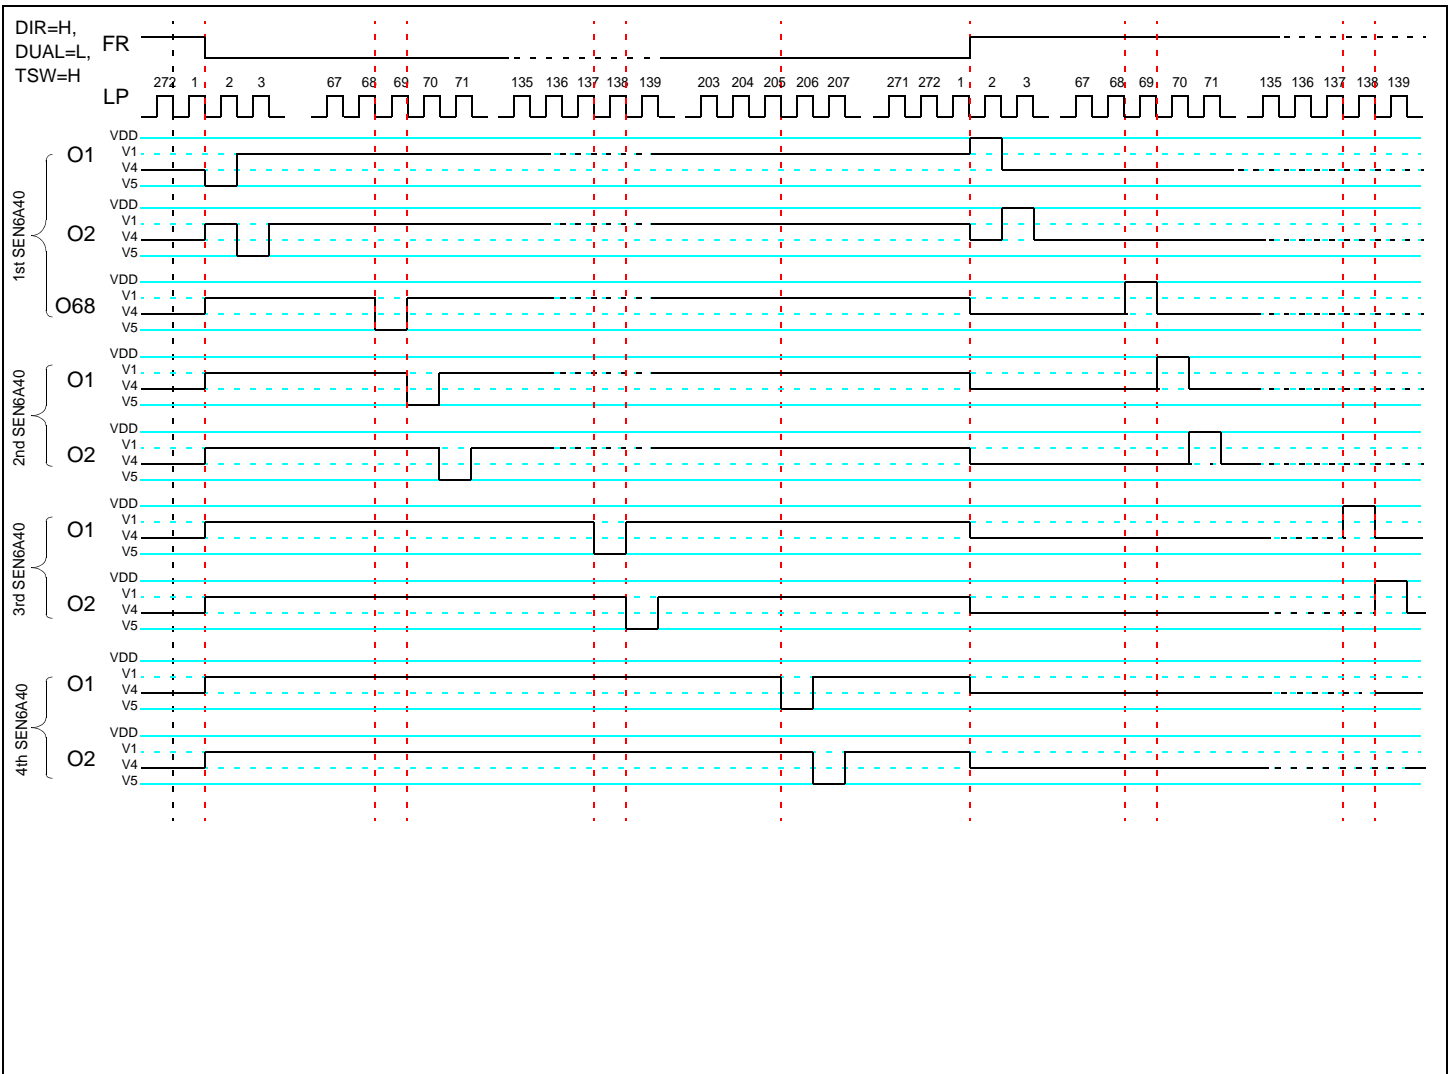 DIR=H,
DUAL=L,
TSW=H
FR
272 1 2 3 67 68 69 70 71 135 136 137 138 139 203 204 205 206 207 271 272 1 2 3 67 68 69 70 71 135 136 137 138 139
LP
1st SEN6A40
O1
VDD
V1
V4
V5
O2
VDD
V1
V4
V5
O68
VDD
V1
V4
V5
2nd SEN6A40
O1
VDD
V1
V4
V5
O2
VDD
V1
V4
V5
3rd SEN6A40
O1
VDD
V1
V4
V5
O2
VDD
V1
V4
V5
4th SEN6A40
O1
VDD
V1
V4
V5
O2
VDD
V1
V4
V5